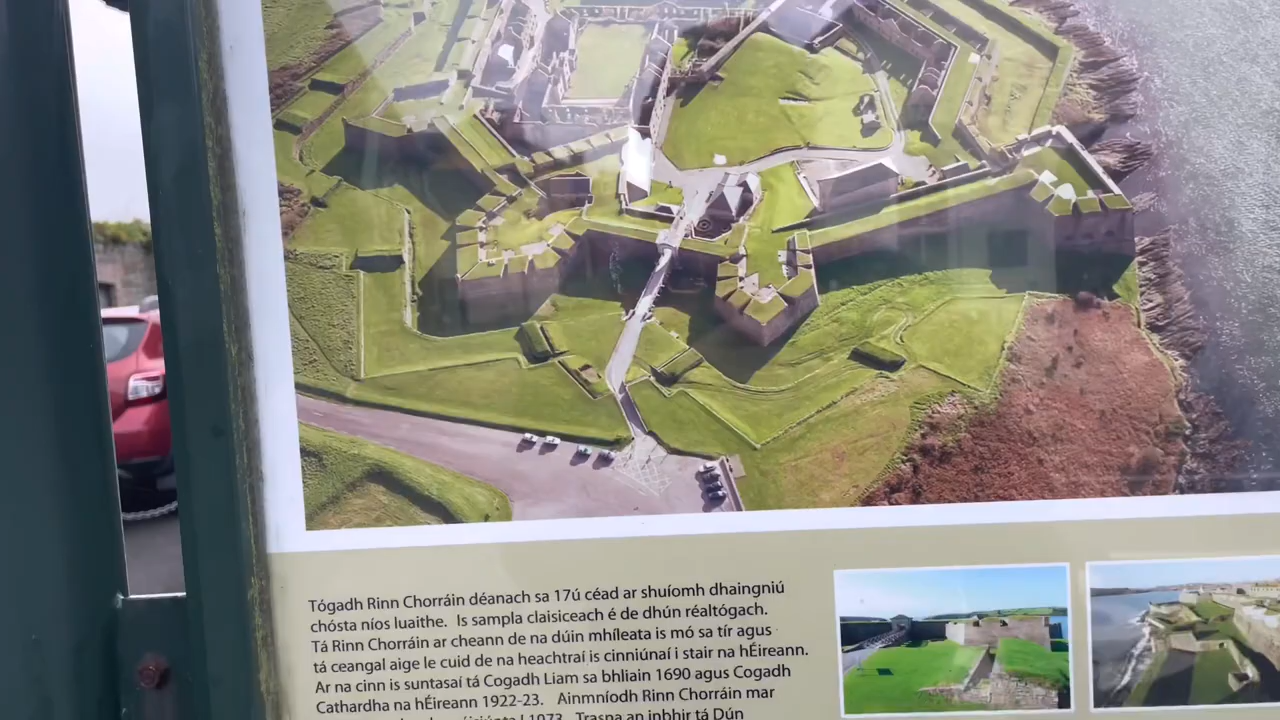 Tógadh Rinn Chorráin déanach sa 17ú céad ar shuíomh dhaingniú
chósta níos luaithe. Is sampla claisiceach é de dhún réaltógach.
Tá Rinn Chorráin ar cheann de na dúin mhíleata is mó sa tír agus
tá ceangal aige le cuid de na heachtraí is cinniúnaí i stair na hÉireann.
Ar na cinn is suntasaí tá Cogadh Liam sa bhliain 1690 agus Cogadh
Cathardha na hÉireann 1922-23. Ainmníodh Rinn Chorráin mar
1973. Trasna an inbhir tá Dún